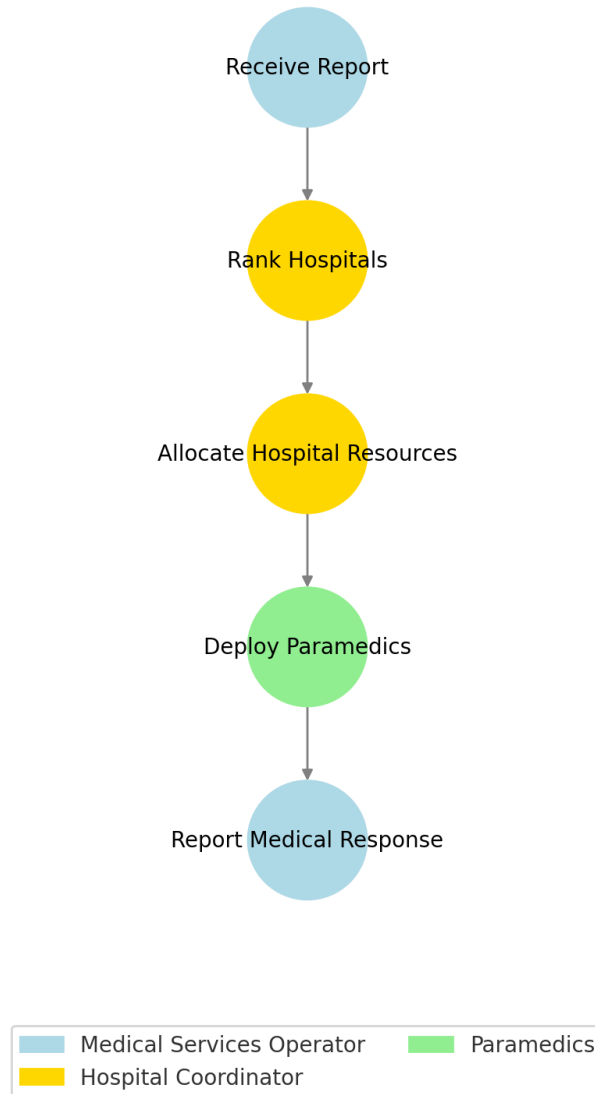 Receive Report
Rank Hospitals
Allocate Hospital Resources
Deploy Paramedics
Report Medical Response
Medical Services Operator
Hospital Coordinator
Paramedics